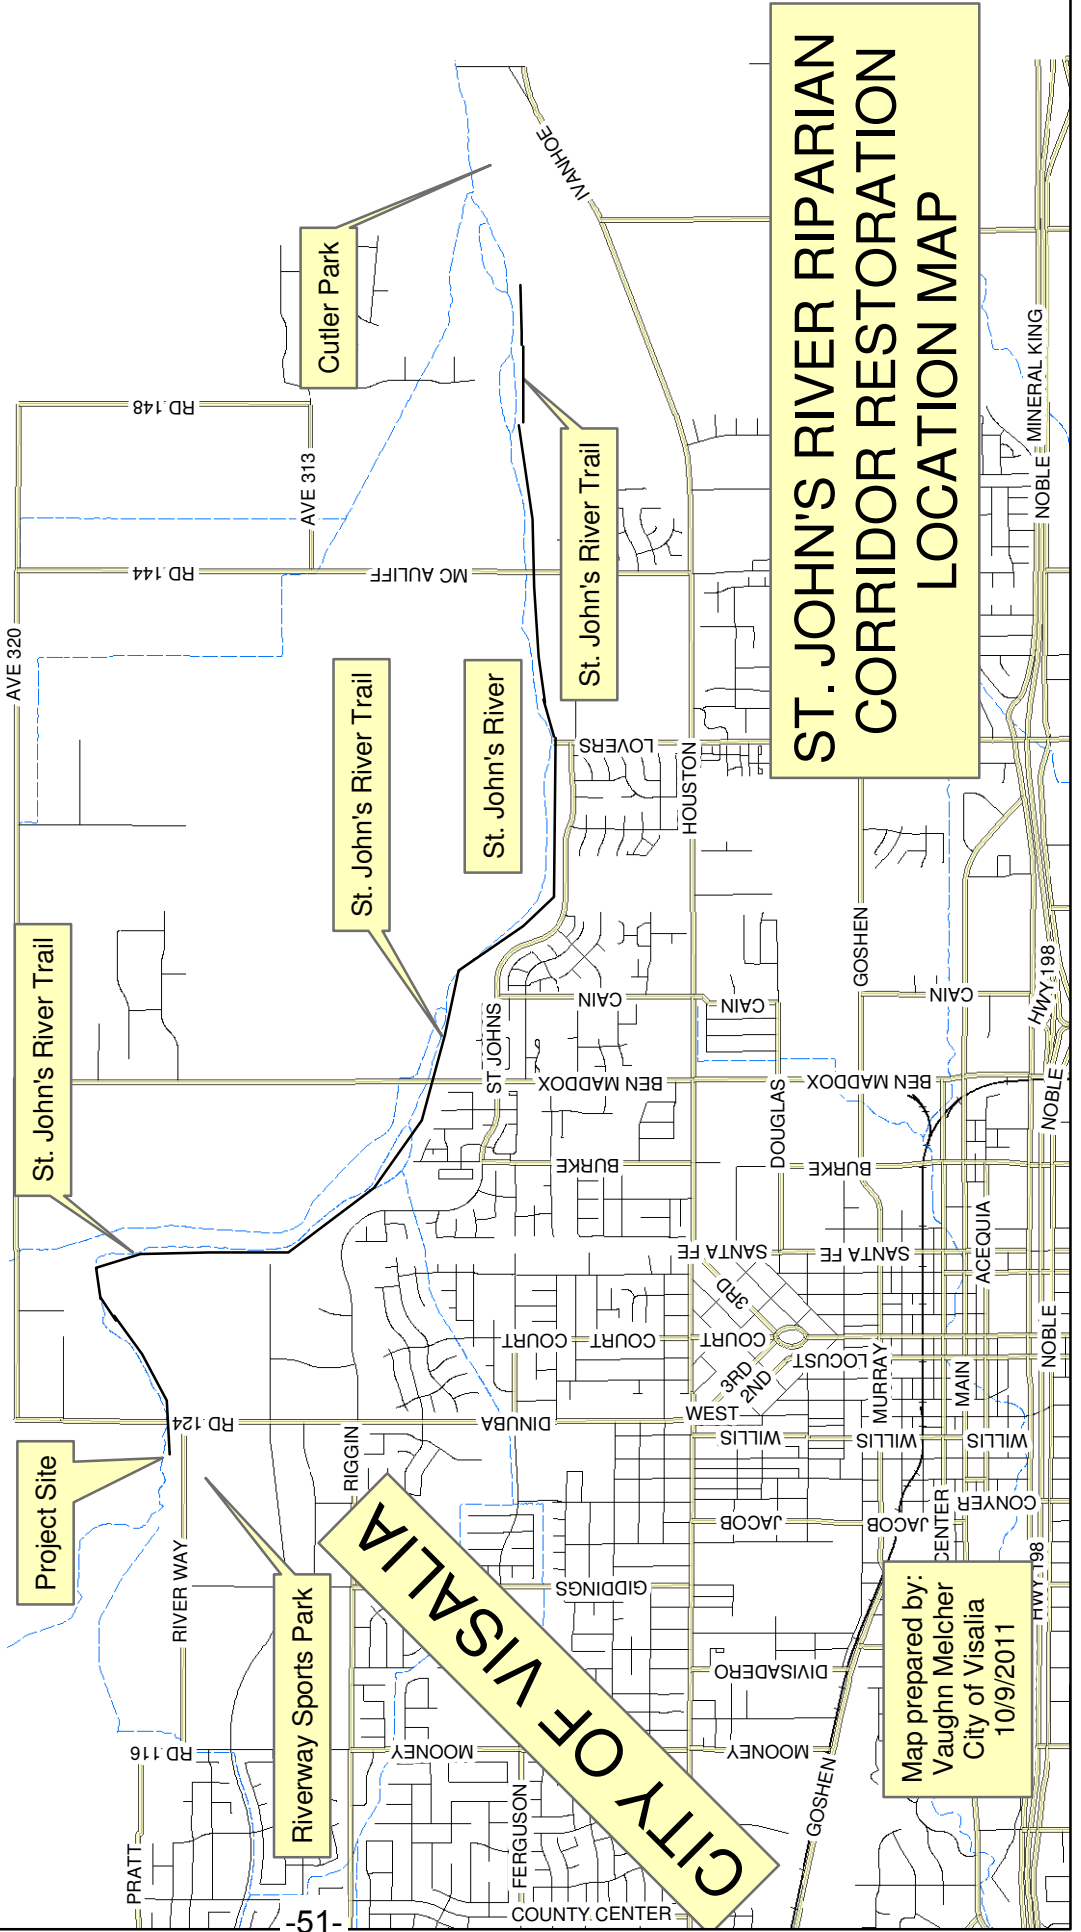 ST. JOHN'S RIVER RIPARIAN
CORRIDOR RESTORATION
LOCATION MAP
CITY OF VISALIA
Project Site
Riverway Sports Park
St. John's River Trail
St. John's River Trail
St. John's River
St. John's River Trail
Cutler Park
Map prepared by:
Vaughn Melcher
City of Visalia
10/9/2011
AVE 320
AVE 313
RD 148
RD 144
MC AULIFF
IVANHOE
LOVERS
HOUSTON
ST JOHNS
CAIN
CAIN
CAIN
BEN MADDOX
BEN MADDOX
DOUGLAS
BURKE
BURKE
GOSHEN
SANTA FE
SANTA FE
SANTA FE
3RD
3RD
2ND
COURT
COURT
COURT
LOCUST
MURRAY
MAIN
ACEQUIA
NOBLE
NOBLE
NOBLE
MINERAL KING
HWY 198
HWY 198
RD 124
DINUBA
WEST
WILLIS
WILLIS
WILLIS
RIGGIN
RIVER WAY
JACOB
JACOB
CENTER
CONYER
GIDDINGS
DIVISADERO
RD 116
MOONEY
MOONEY
GOSHEN
PRATT
FERGUSON
COUNTY CENTER
-51-